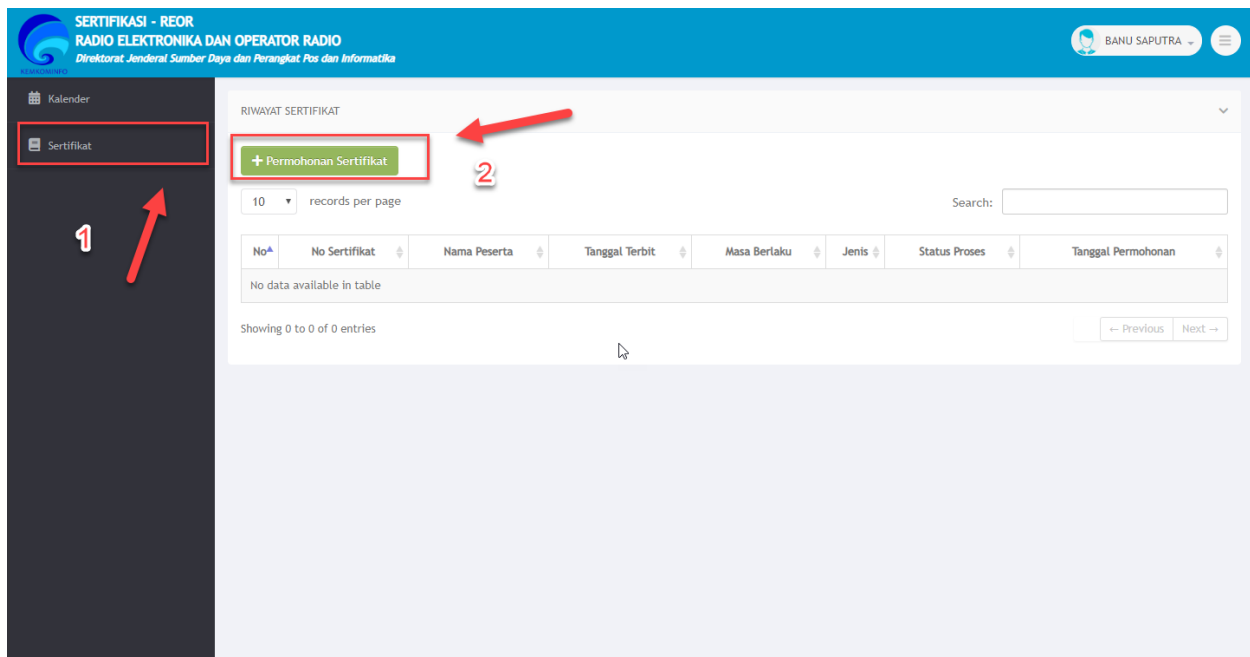 SERTIFIKASI - REOR
RADIO ELEKTRONIKA DAN OPERATOR RADIO
Direktorat Jenderal Sumber Daya dan Perangkat Pos dan Informatika
KEMKOMINFO
BANU SAPUTRA
Kalender
Sertifikat
1
RIWAYAT SERTIFIKAT
+ Permohonan Sertifikat
2
10 records per page
Search:
No No Sertifikat Nama Peserta Tanggal Terbit Masa Berlaku Jenis Status Proses Tanggal Permohonan
No data available in table
Showing 0 to 0 of 0 entries
← Previous Next →